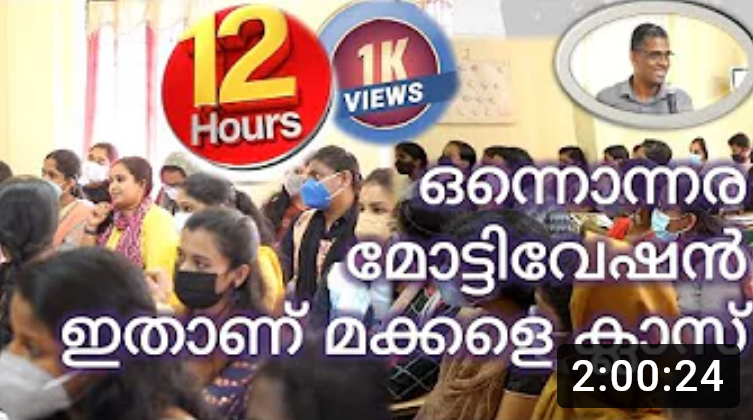 12
Hours
1K
VIEWS
ഒന്നൊന്നര
മോട്ടിവേഷൻ
ഇതാണ് മക്കളെ ക്ലാസ്
2:00:24